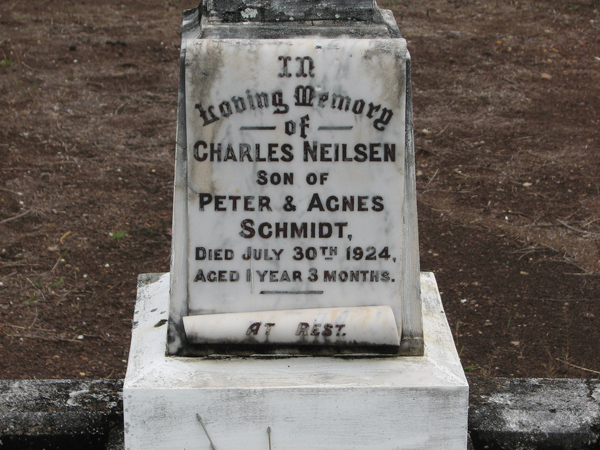 In
Loving Memory
of
CHARLES NEILSEN
SON OF
PETER & AGNES
SCHMIDT,
DIED JULY 30TH 1924,
AGED 1 YEAR 3 MONTHS.
AT REST.